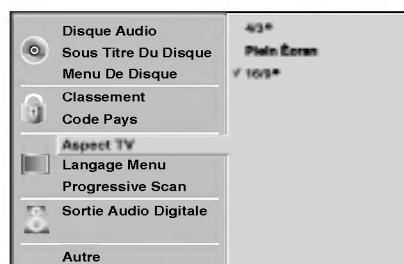 Disque Audio
Sous Titre Du Disque
Menu De Disque
Classement
Code Pays
Aspect TV
Langage Menu
Progressive Scan
Sortie Audio Digitale
Autre
4/3
Plein Écran
√ 16/9